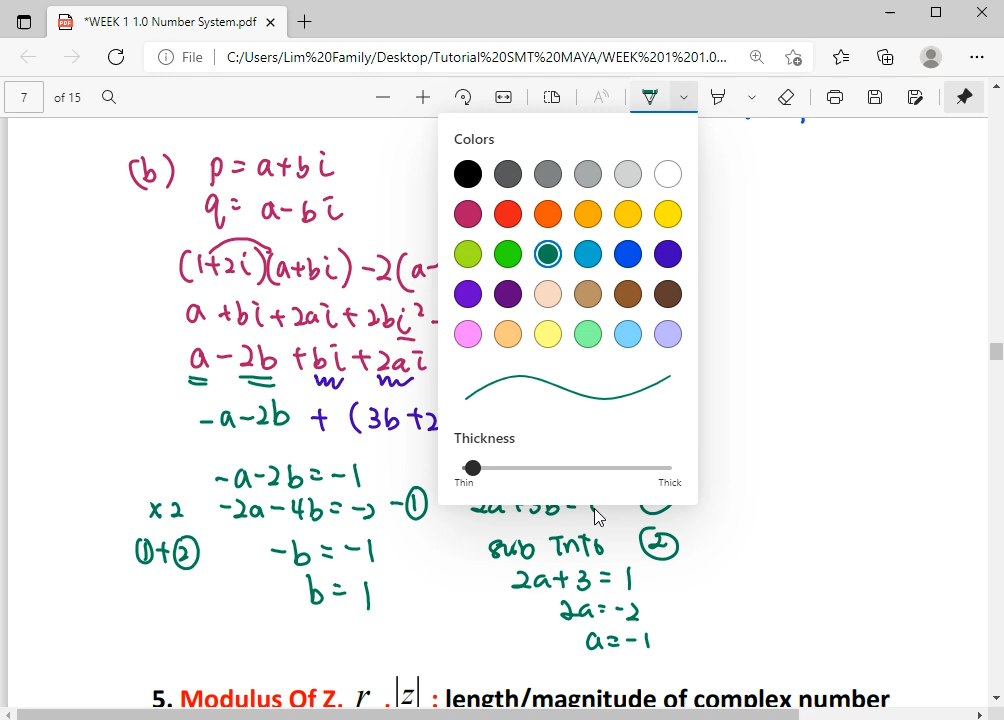 *WEEK 1 1.0 Number System.pdf
File C:/Users/Lim%20Family/Desktop/Tutorial%20SMT%20MAYA/WEEK%201%201.0...
7 of 15
Colors
Thickness
Thin Thick
(b) p = a+bi
q = a-bi
(1+2i)(a+bi) -2(a-
a +bi+2ai+2bi²-
a - 2b +bi+2ai
-a-2b + (3b+2
-a-2b=-1
x2 -2a-4b=-2 -① 2a+3b=1
①+② -b=-1 sub into ②
b=1 2a+3=1
2a=-2
a=-1
5. Modulus Of Z, r , |z| : length/magnitude of complex number